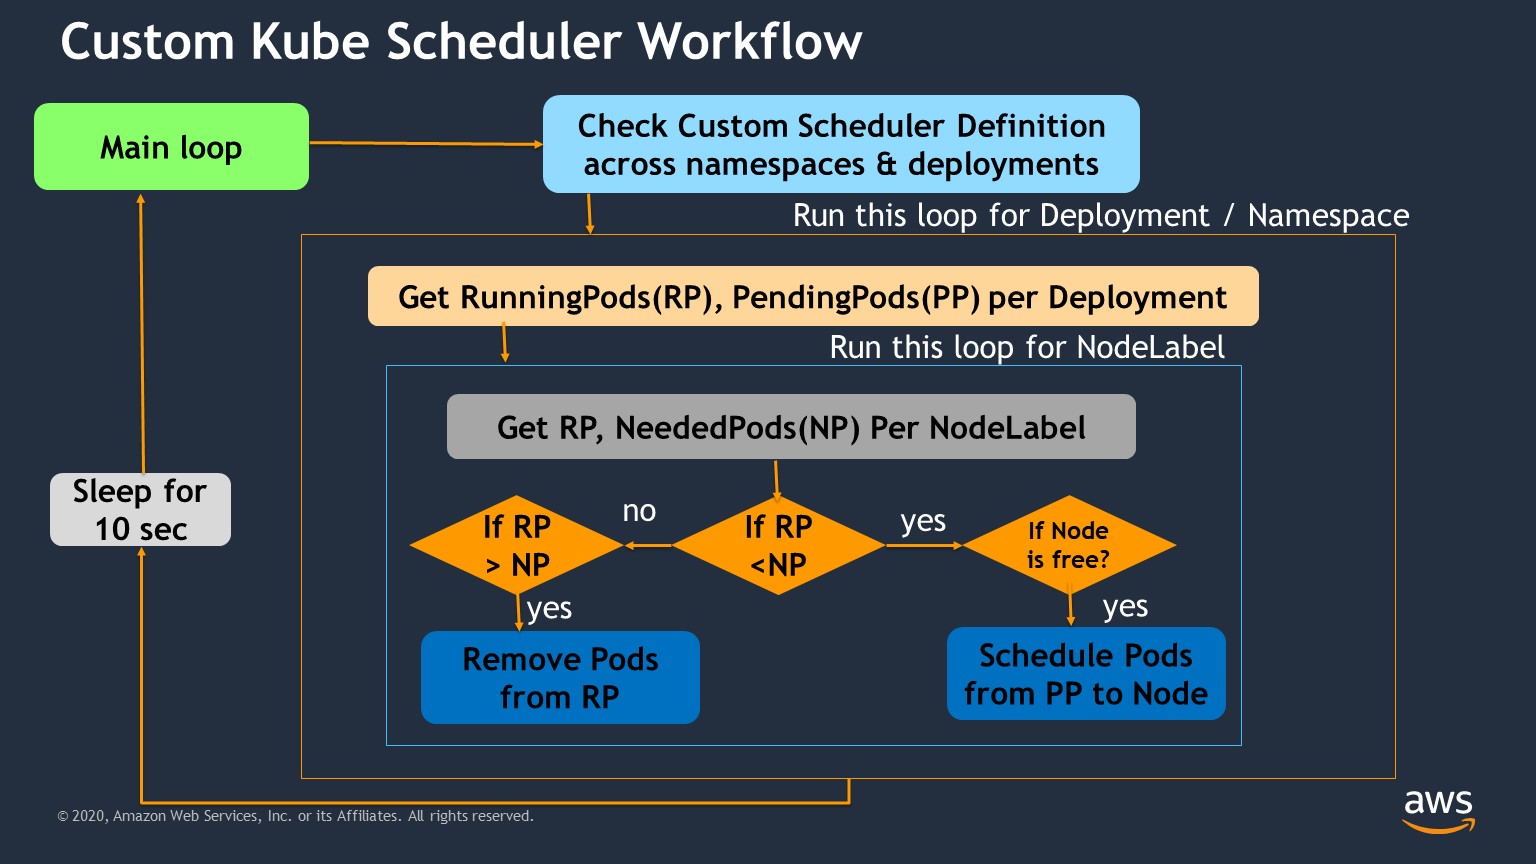 Custom Kube Scheduler Workflow
Main loop
Check Custom Scheduler Definition
across namespaces & deployments
Run this loop for Deployment / Namespace
Get RunningPods(RP), PendingPods(PP) per Deployment
Run this loop for NodeLabel
Get RP, NeededPods(NP) Per NodeLabel
Sleep for
10 sec
If RP
> NP
no
If RP
<NP
yes
If Node
is free?
yes
yes
Remove Pods
from RP
Schedule Pods
from PP to Node
© 2020, Amazon Web Services, Inc. or its Affiliates. All rights reserved.
aws